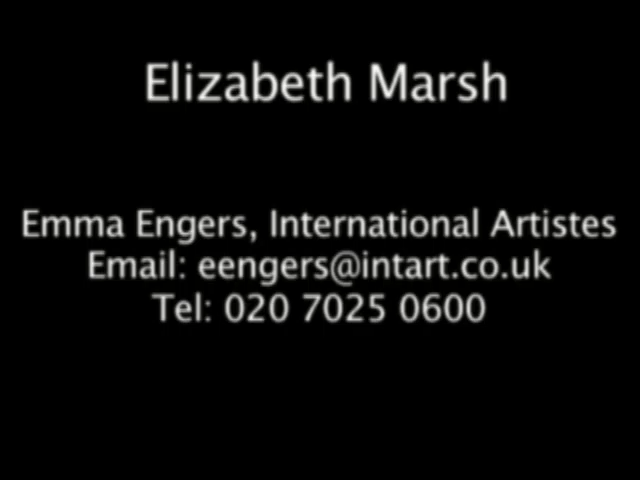 Elizabeth Marsh
Emma Engers, International Artistes
Email: eengers@intart.co.uk
Tel: 020 7025 0600